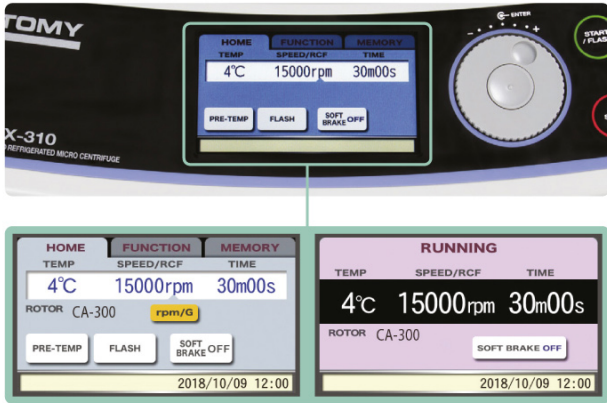 TOMY
HOME FUNCTION MEMORY
TEMP SPEED/RCF TIME
4℃ 15000rpm 30m00s
PRE-TEMP FLASH SOFT BRAKE OFF
ENTER
- +
START
/ FLASH
X-310
REFRIGERATED MICRO CENTRIFUGE
HOME FUNCTION MEMORY
TEMP SPEED/RCF TIME
4℃ 15000rpm 30m00s
ROTOR CA-300 rpm/G
PRE-TEMP FLASH SOFT BRAKE OFF
2018/10/09 12:00
RUNNING
TEMP SPEED/RCF TIME
4℃ 15000rpm 30m00s
ROTOR CA-300
SOFT BRAKE OFF
2018/10/09 12:00